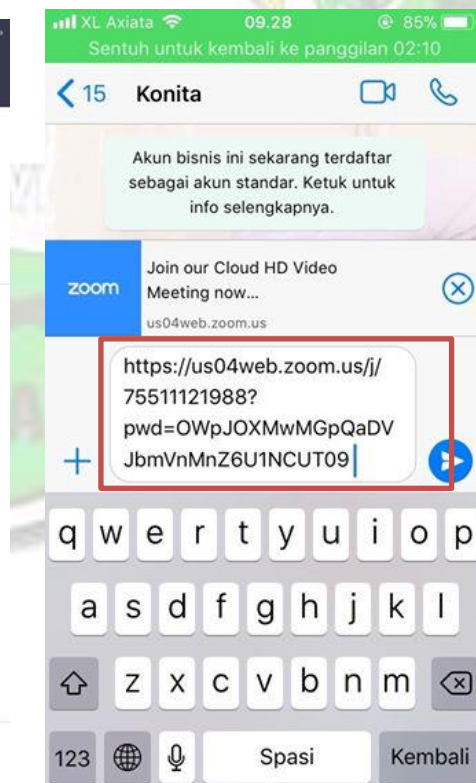 XL Axiata 09.28 85%
Sentuh untuk kembali ke panggilan 02:10
15 Konita
Akun bisnis ini sekarang terdaftar
sebagai akun standar. Ketuk untuk
info selengkapnya.
zoom
Join our Cloud HD Video
Meeting now...
us04web.zoom.us
https://us04web.zoom.us/j/
75511121988?
pwd=OWpJOXMwMGpQaDV
JbmVnMnZ6U1NCUT09
q w e r t y u i o p
a s d f g h j k l
z x c v b n m
123 Spasi Kembali